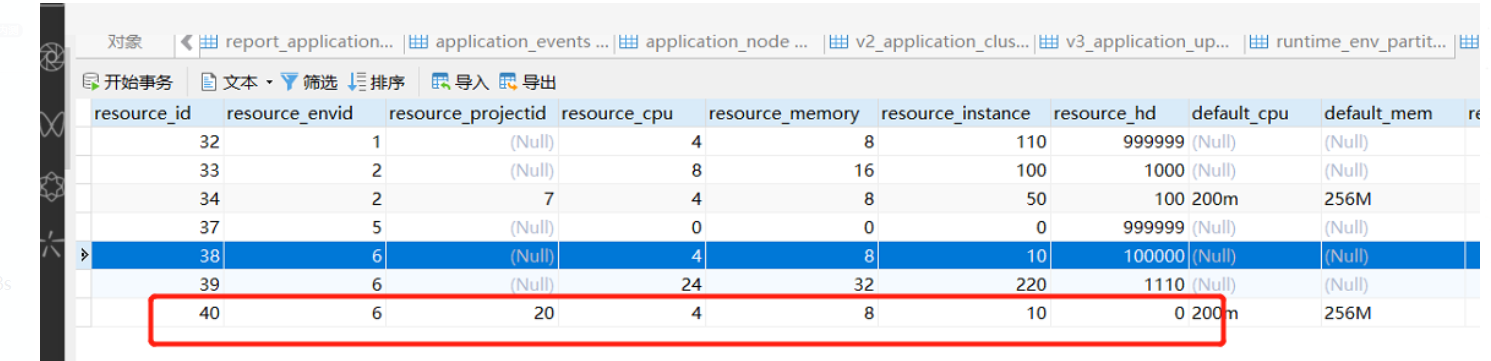 对象 report_application... application_events ... application_node ... v2_application_clus... v3_application_up... runtime_env_partit...
开始事务 文本 筛选 排序 导入 导出
resource_id resource_envid resource_projectid resource_cpu resource_memory resource_instance resource_hd default_cpu default_mem re
32 1 (Null) 4 8 110 999999 (Null) (Null)
33 2 (Null) 8 16 100 1000 (Null) (Null)
34 2 7 4 8 50 100 200m 256M
37 5 (Null) 0 0 0 999999 (Null) (Null)
38 6 (Null) 4 8 10 100000 (Null) (Null)
39 6 (Null) 24 32 220 1110 (Null) (Null)
40 6 20 4 8 10 0 200m 256M